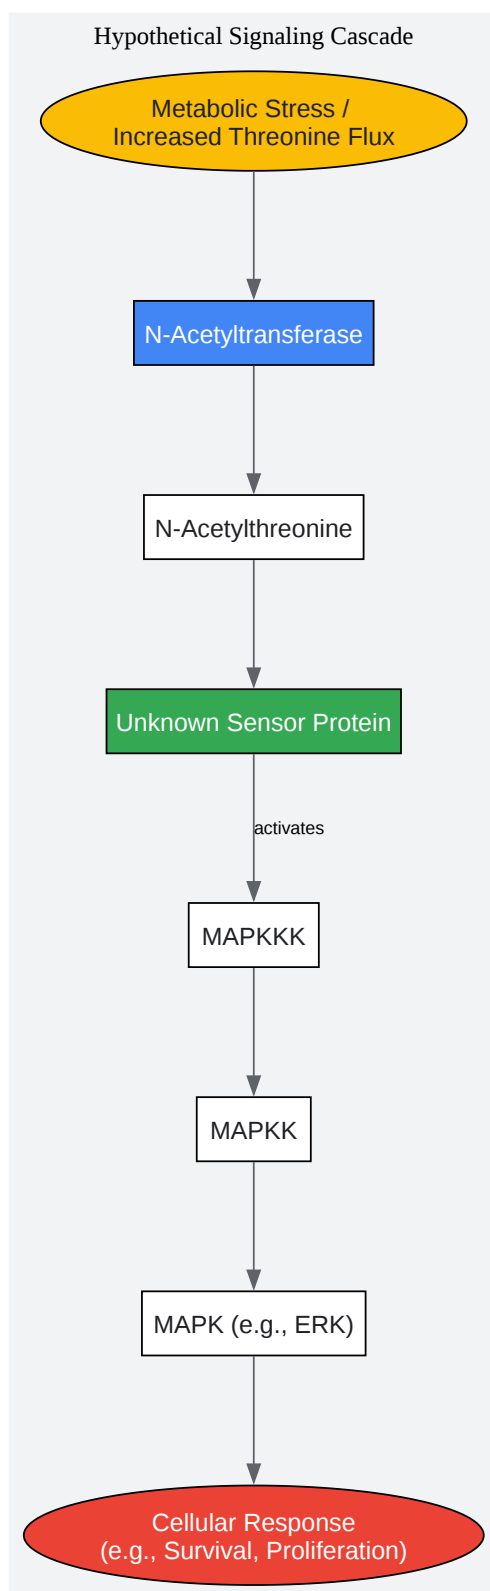 Hypothetical Signaling Cascade
Metabolic Stress /
Increased Threonine Flux
N-Acetyltransferase
N-Acetylthreonine
Unknown Sensor Protein
activates
MAPKKK
MAPKK
MAPK (e.g., ERK)
Cellular Response
(e.g., Survival, Proliferation)